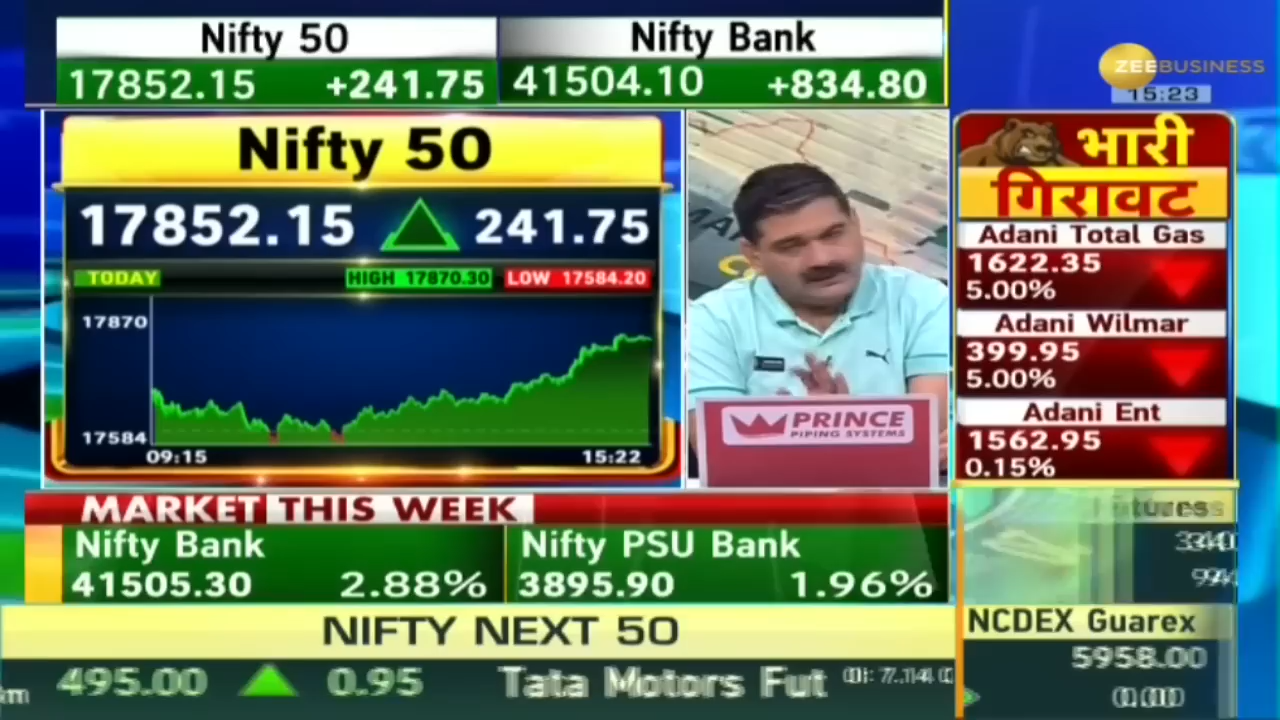 Nifty 50
17852.15 +241.75
Nifty Bank
41504.10 +834.80
ZEEBUSINESS
15:23
Nifty 50
17852.15 241.75
TODAY HIGH 17870.30 LOW 17584.20
17870
17584
09:15 15:22
PRINCE
PIPING SYSTEMS
भारी
गिरावट
Adani Total Gas
1622.35
5.00%
Adani Wilmar
399.95
5.00%
Adani Ent
1562.95
0.15%
MARKET THIS WEEK
Nifty Bank
41505.30 2.88%
Nifty PSU Bank
3895.90 1.96%
NCDEX Guarex
5958.00
0.00
NIFTY NEXT 50
495.00 0.95 Tata Motors Fut